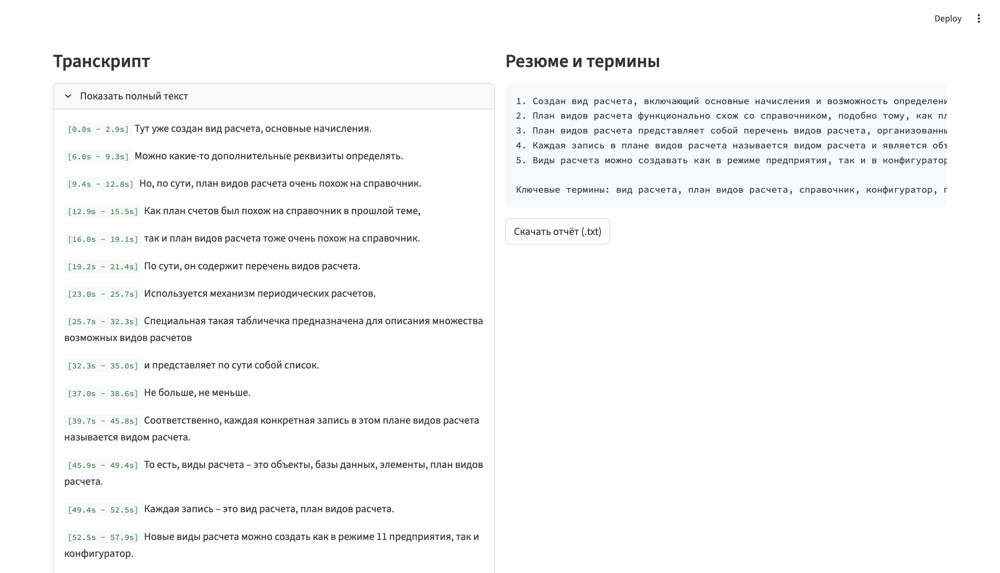 Deploy
Транскрипт
Показать полный текст
[0.0s - 2.9s] Тут уже создан вид расчета, основные начисления.
[6.0s - 9.3s] Можно какие-то дополнительные реквизиты определять.
[9.4s - 12.8s] Но, по сути, план видов расчета очень похож на справочник.
[12.9s - 15.5s] Как план счетов был похож на справочник в прошлой теме,
[16.0s - 19.1s] так и план видов расчета тоже очень похож на справочник.
[19.2s - 21.4s] По сути, он содержит перечень видов расчета.
[23.0s - 25.7s] Используется механизм периодических расчетов.
[25.7s - 32.3s] Специальная такая табличечка предназначена для описания множества
возможных видов расчетов
[32.3s - 35.0s] и представляет по сути собой список.
[37.0s - 38.6s] Не больше, не меньше.
[39.7s - 45.8s] Соответственно, каждая конкретная запись в этом плане видов расчета
называется видом расчета.
[45.9s - 49.4s] То есть, виды расчета – это объекты, базы данных, элементы, план видов
расчета.
[49.4s - 52.5s] Каждая запись – это вид расчета, план видов расчета.
[52.5s - 57.9s] Новые виды расчета можно создать как в режиме 11 предприятия, так и
конфигуратор.
Резюме и термины
1. Создан вид расчета, включающий основные начисления и возможность определени
2. План видов расчета функционально схож со справочником, подобно тому, как пл
3. План видов расчета представляет собой перечень видов расчета, организованны
4. Каждая запись в плане видов расчета называется видом расчета и является объ
5. Виды расчета можно создавать как в режиме предприятия, так и в конфигуратор
Ключевые термины: вид расчета, план видов расчета, справочник, конфигуратор,
Скачать отчёт (.txt)